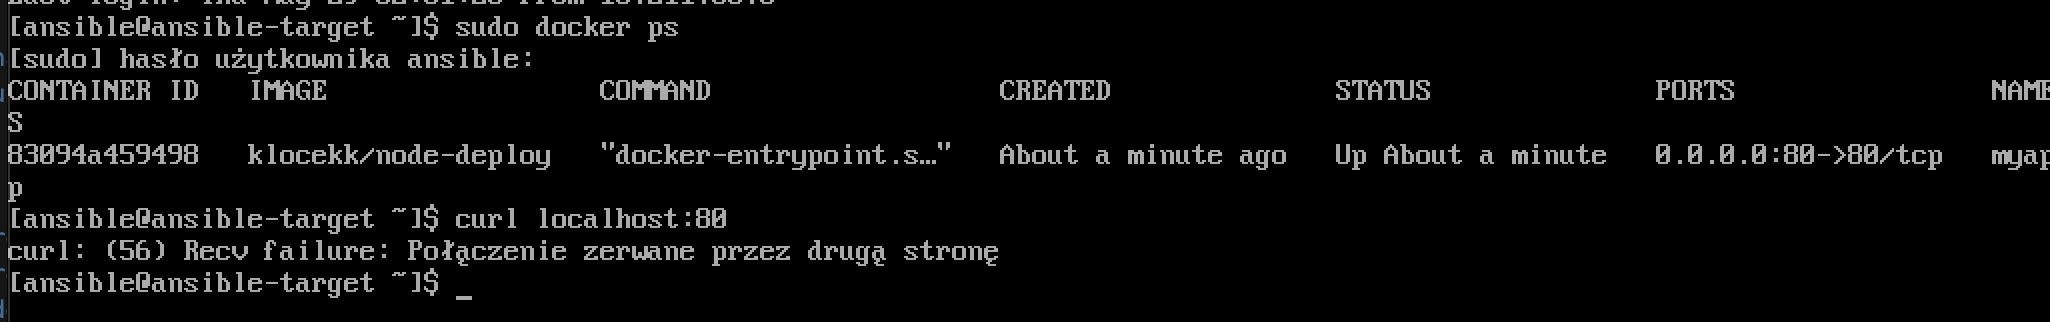 [ansible@ansible-target ~]$ sudo docker ps
[sudo] hasło użytkownika ansible:
CONTAINER ID   IMAGE                 COMMAND                  CREATED              STATUS              PORTS                NAME
S
83094a459498   klocekk/node-deploy   "docker-entrypoint.s…"   About a minute ago   Up About a minute   0.0.0.0:80->80/tcp   myap
p
[ansible@ansible-target ~]$ curl localhost:80
curl: (56) Recv failure: Połączenie zerwane przez drugą stronę
[ansible@ansible-target ~]$ _